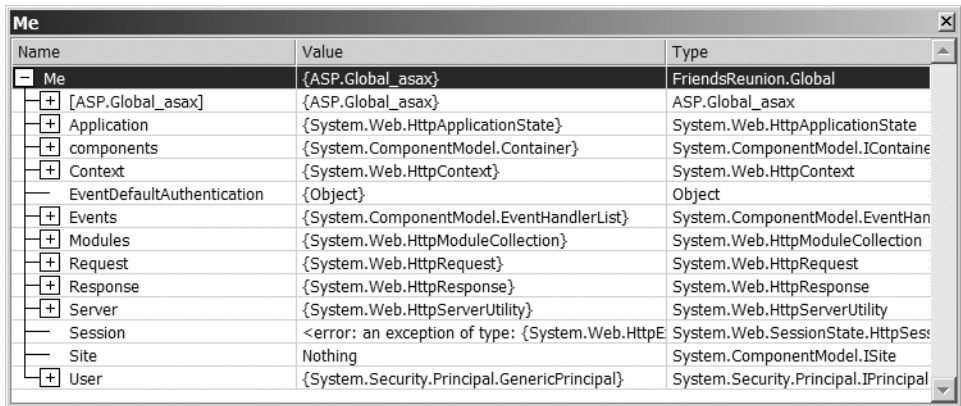 Me
Name Value Type
Me {ASP.Global_asax} FriendsReunion.Global
[ASP.Global_asax] {ASP.Global_asax} ASP.Global_asax
Application {System.Web.HttpApplicationState} System.Web.HttpApplicationState
components {System.ComponentModel.Container} System.ComponentModel.IContaine
Context {System.Web.HttpContext} System.Web.HttpContext
EventDefaultAuthentication {Object} Object
Events {System.ComponentModel.EventHandlerList} System.ComponentModel.EventHan
Modules {System.Web.HttpModuleCollection} System.Web.HttpModuleCollection
Request {System.Web.HttpRequest} System.Web.HttpRequest
Response {System.Web.HttpResponse} System.Web.HttpResponse
Server {System.Web.HttpServerUtility} System.Web.HttpServerUtility
Session <error: an exception of type: {System.Web.HttpE System.Web.SessionState.HttpSess
Site Nothing System.ComponentModel.ISite
User {System.Security.Principal.GenericPrincipal} System.Security.Principal.IPrincipal